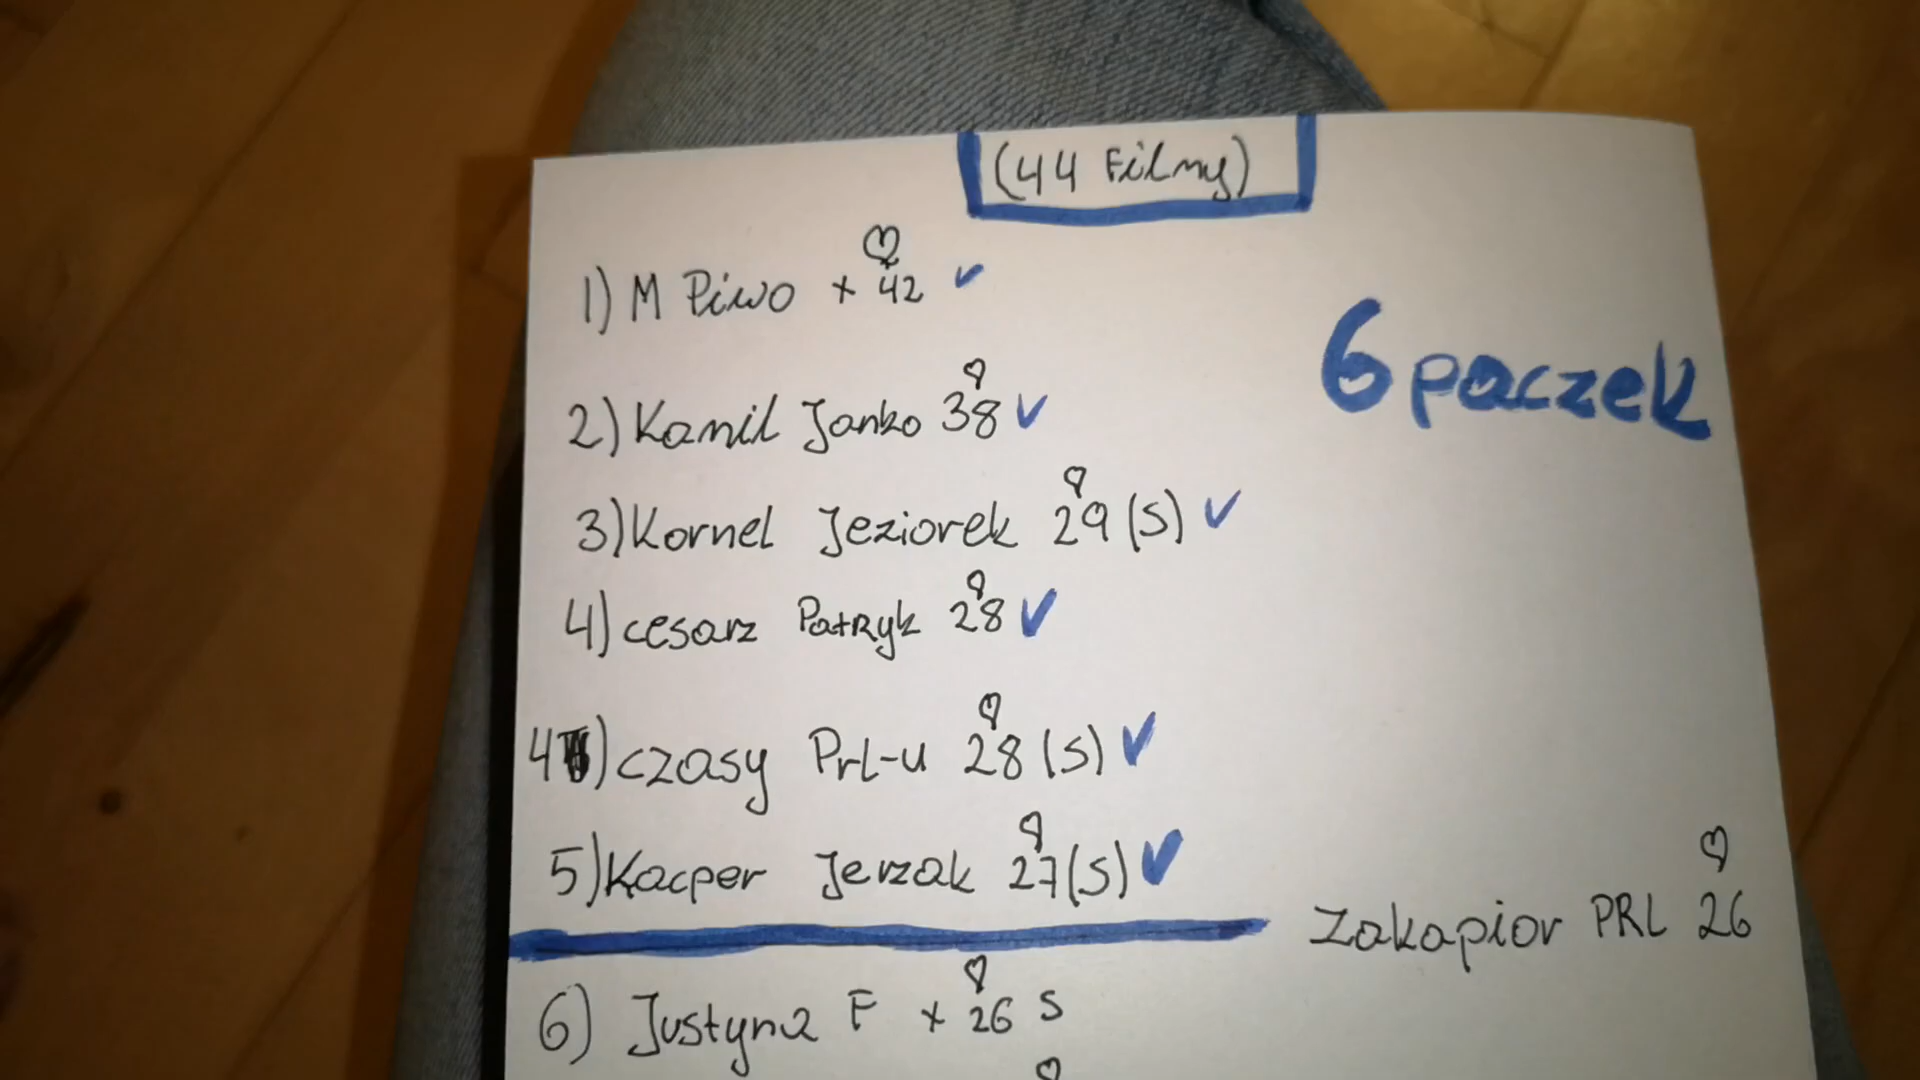 (44 Filmy)
1) M Piwo + 42 ✓
6 paczek
2) Kamil Janko 38 ✓
3) Kornel Jeziorek 29 (S) ✓
4) cesarz Patryk 28 ✓
4) czasy Prl-u 28 (S) ✓
5) Kacper Jerzak 27 (S) ✓
Zakapior PRL 26
6) Justyna F + 26 S